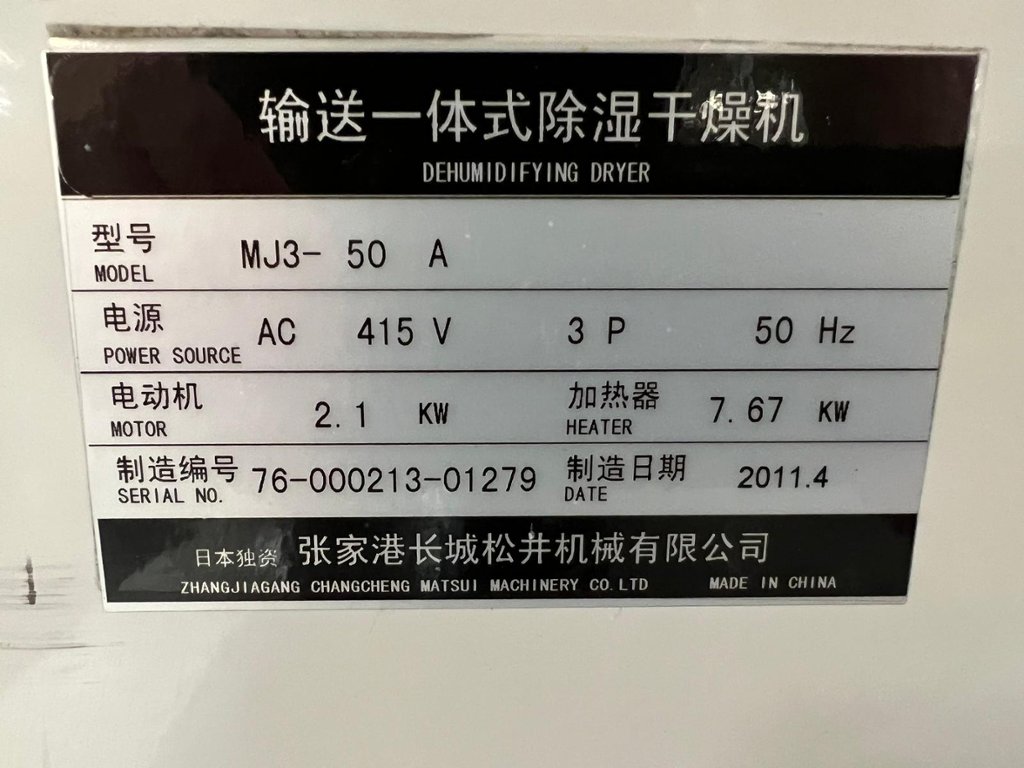 输送一体式除湿干燥机
DEHUMIDIFYING DRYER
型号 MJ3- 50 A
MODEL
电源 AC 415 V 3 P 50 Hz
POWER SOURCE
电动机 2.1 KW 加热器 7.67 KW
MOTOR HEATER
制造编号 76-000213-01279 制造日期 2011.4
SERIAL NO. DATE
日本独资 张家港长城松井机械有限公司
ZHANGJIAGANG CHANGCHENG MATSUI MACHINERY CO.LTD MADE IN CHINA